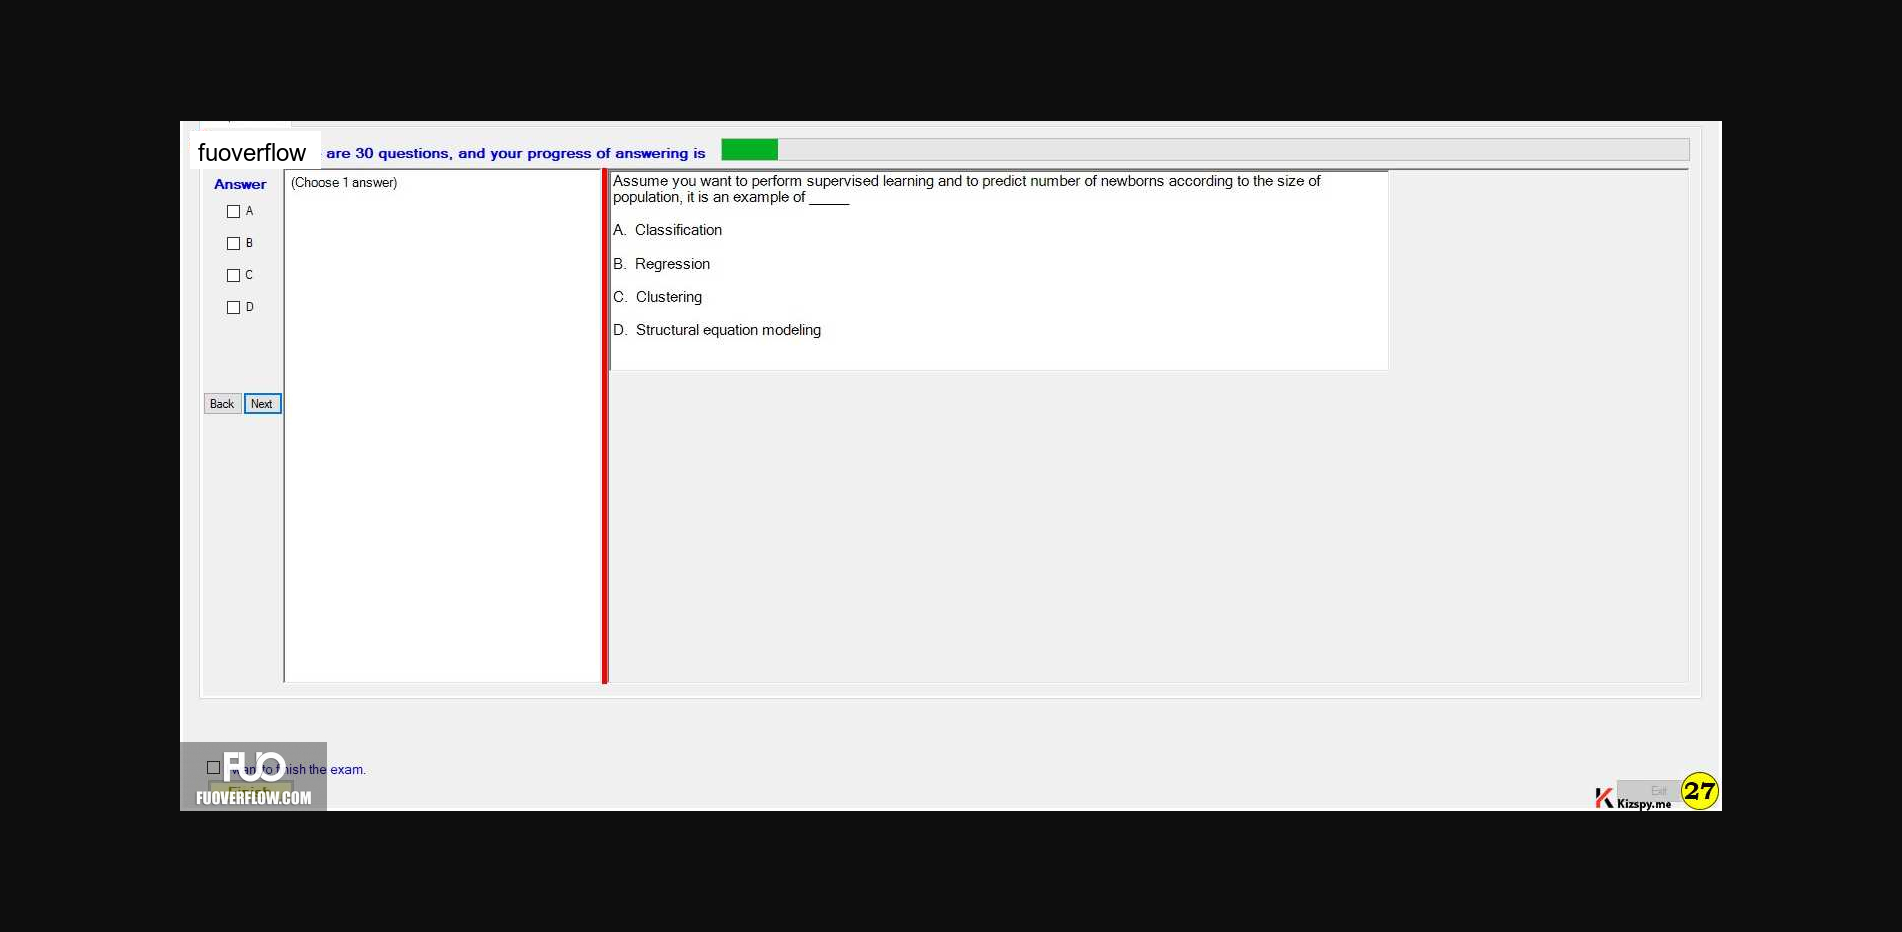 fuoverflow are 30 questions, and your progress of answering is
Answer
(Choose 1 answer)
A
B
C
D
Back Next
Assume you want to perform supervised learning and to predict number of newborns according to the size of
population, it is an example of _____
A. Classification
B. Regression
C. Clustering
D. Structural equation modeling
FUO
want to finish the exam.
Finish
FUOVERFLOW.COM
Exit
Kizspy.me
27